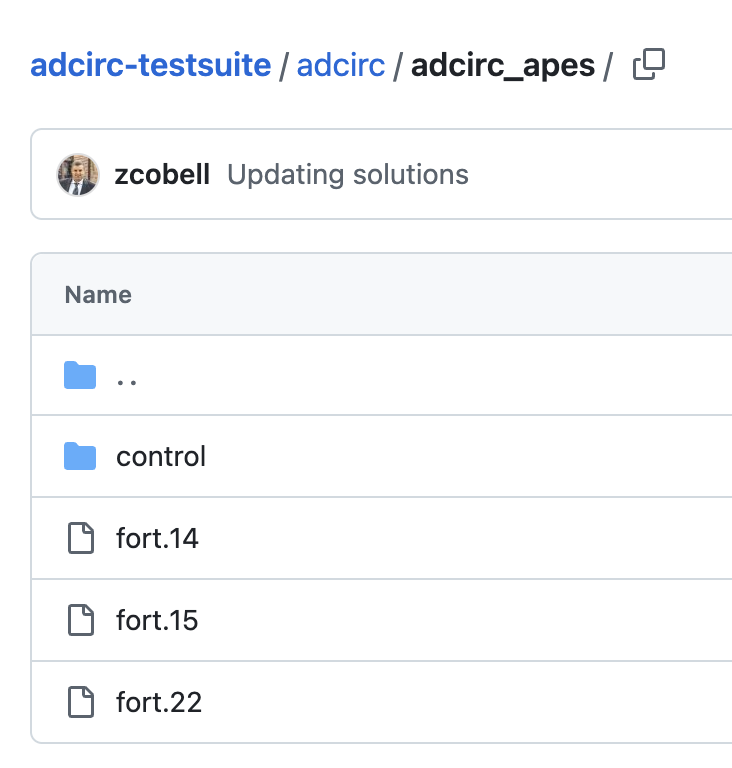 adcirc-testsuite / adcirc / adcirc_apes /
zcobell Updating solutions
Name
..
control
fort.14
fort.15
fort.22